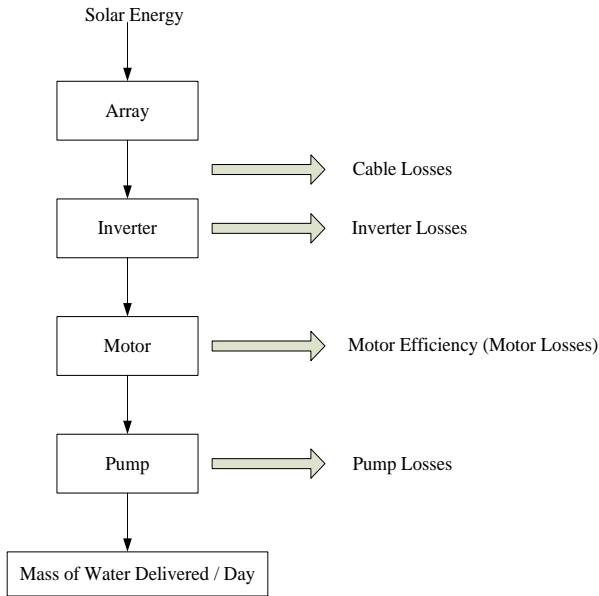 Solar Energy
Array
Cable Losses
Inverter
Inverter Losses
Motor
Motor Efficiency (Motor Losses)
Pump
Pump Losses
Mass of Water Delivered / Day